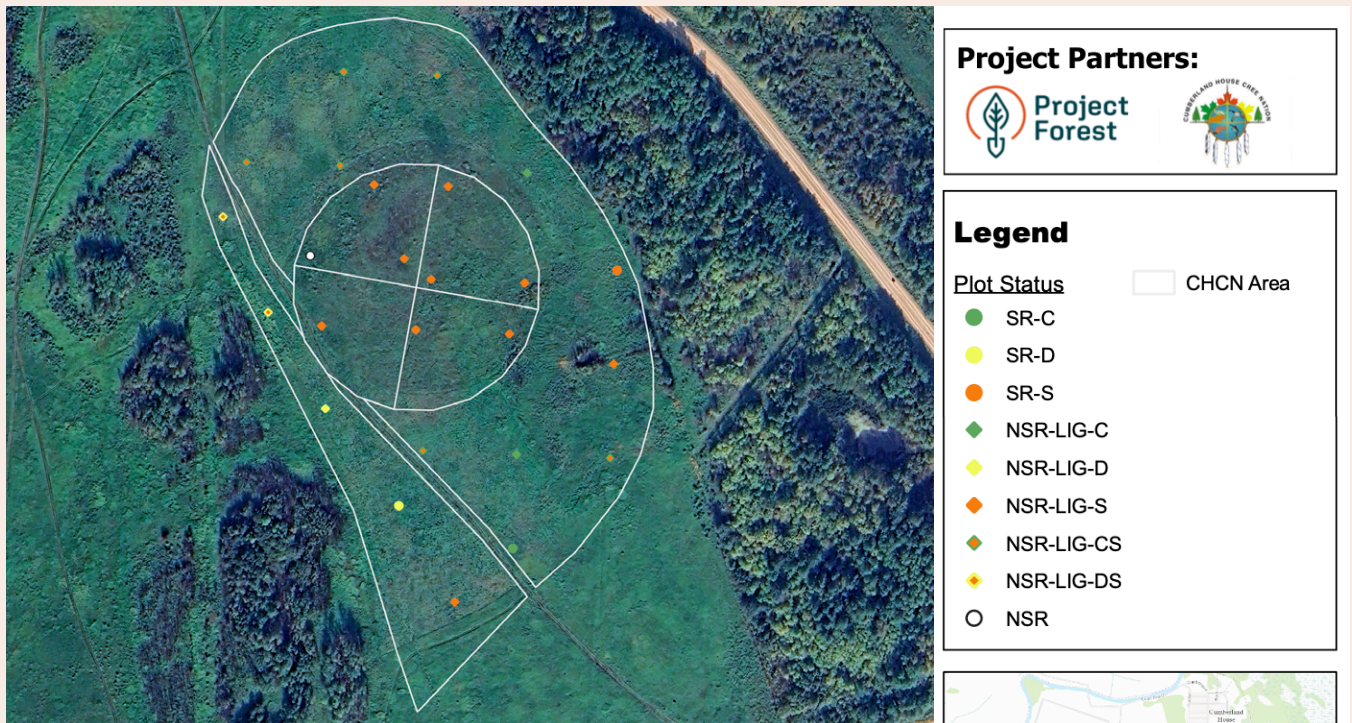 Project Partners:
Project
Forest
CUMBERLAND HOUSE CREE NATION
Legend
Plot Status
CHCN Area
SR-C
SR-D
SR-S
NSR-LIG-C
NSR-LIG-D
NSR-LIG-S
NSR-LIG-CS
NSR-LIG-DS
NSR
Cumberland
House